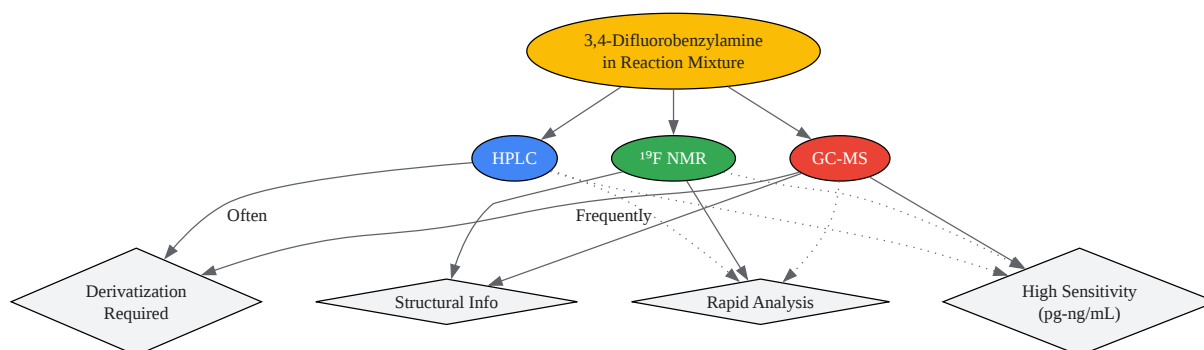 3,4-Difluorobenzylamine
in Reaction Mixture
HPLC
¹⁹F NMR
GC-MS
Often
Frequently
Derivatization
Required
Structural Info
Rapid Analysis
High Sensitivity
(pg-ng/mL)